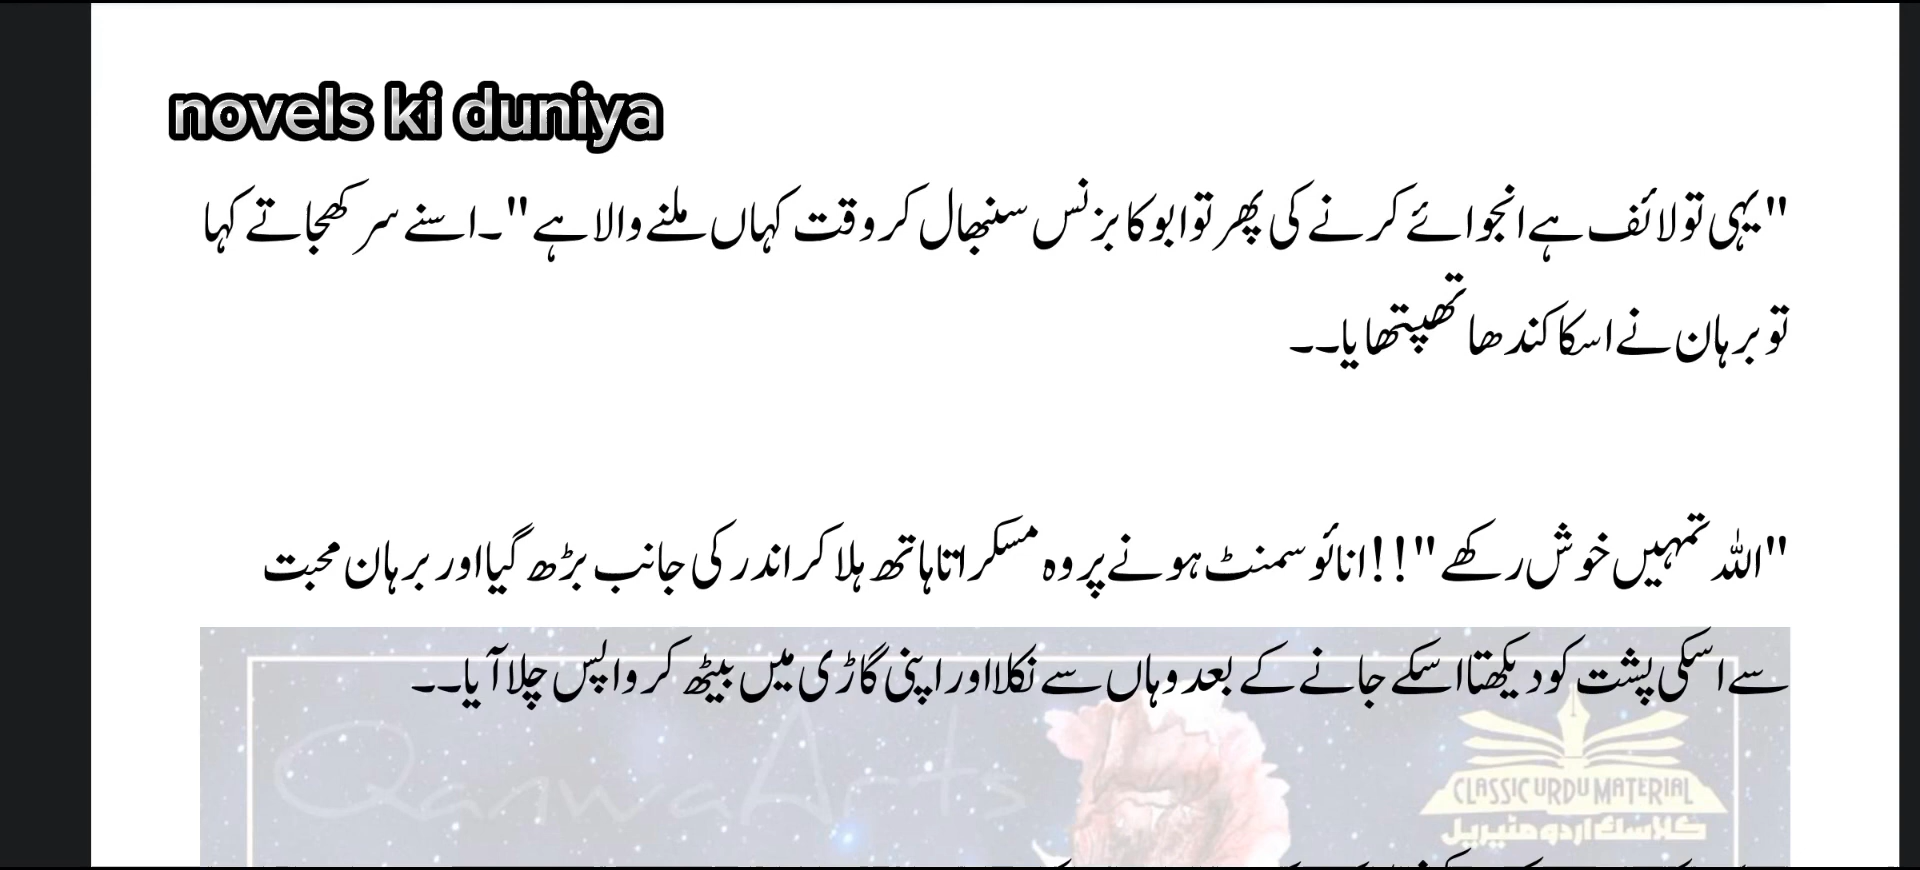 novels ki duniya
"یہی تو لائف ہے انجوائے کرنے کی پھر تو ابو کا بزنس سنبھال کر وقت کہاں ملنے والا ہے"۔اسنے سر کھجاتے کہا
تو برہان نے اسکا کندھا تھپتھایا۔۔
"اللہ تمہیں خوش رکھے"!!اناؤسمنٹ ہونے پر وہ مسکراتا ہاتھ ہلا کر اندر کی جانب بڑھ گیا اور برہان محبت
سے اسکی پشت کو دیکھتا اسکے جانے کے بعد وہاں سے نکلا اور اپنی گاڑی میں بیٹھ کر واپس چلا آیا۔۔
QanwaArts
CLASSIC URDU MATERIAL
کلاسک اردو مٹیریل